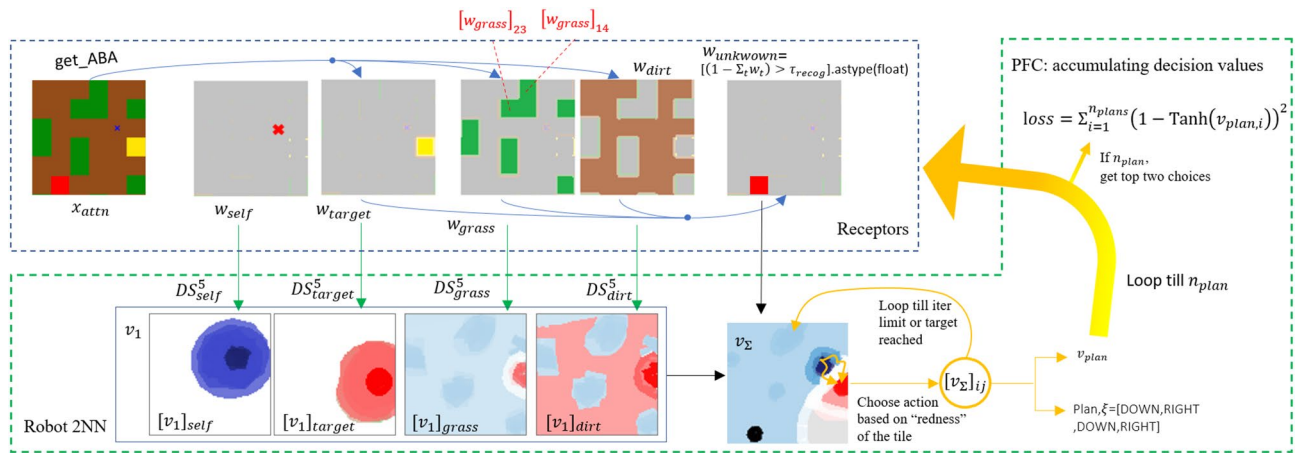 [w_grass]_23
[w_grass]_14
get_ABA
w_dirt
w_unkwown=
[(1 − Σ_t w_t) > τ_recog].astype(float)
x_attn
w_self
w_target
w_grass
Receptors
PFC: accumulating decision values
loss = Σ_{i=1}^{n_plans} (1 − Tanh(v_plan,i))^2
If n_plan,
get top two choices
Loop till n_plan
DS^5_self
DS^5_target
DS^5_grass
DS^5_dirt
v_1
[v_1]_self
[v_1]_target
[v_1]_grass
[v_1]_dirt
Robot 2NN
v_Σ
Loop till iter
limit or target
reached
[v_Σ]_ij
Choose action
based on “redness”
of the tile
v_plan
Plan,ξ=[DOWN,RIGHT
,DOWN,RIGHT]